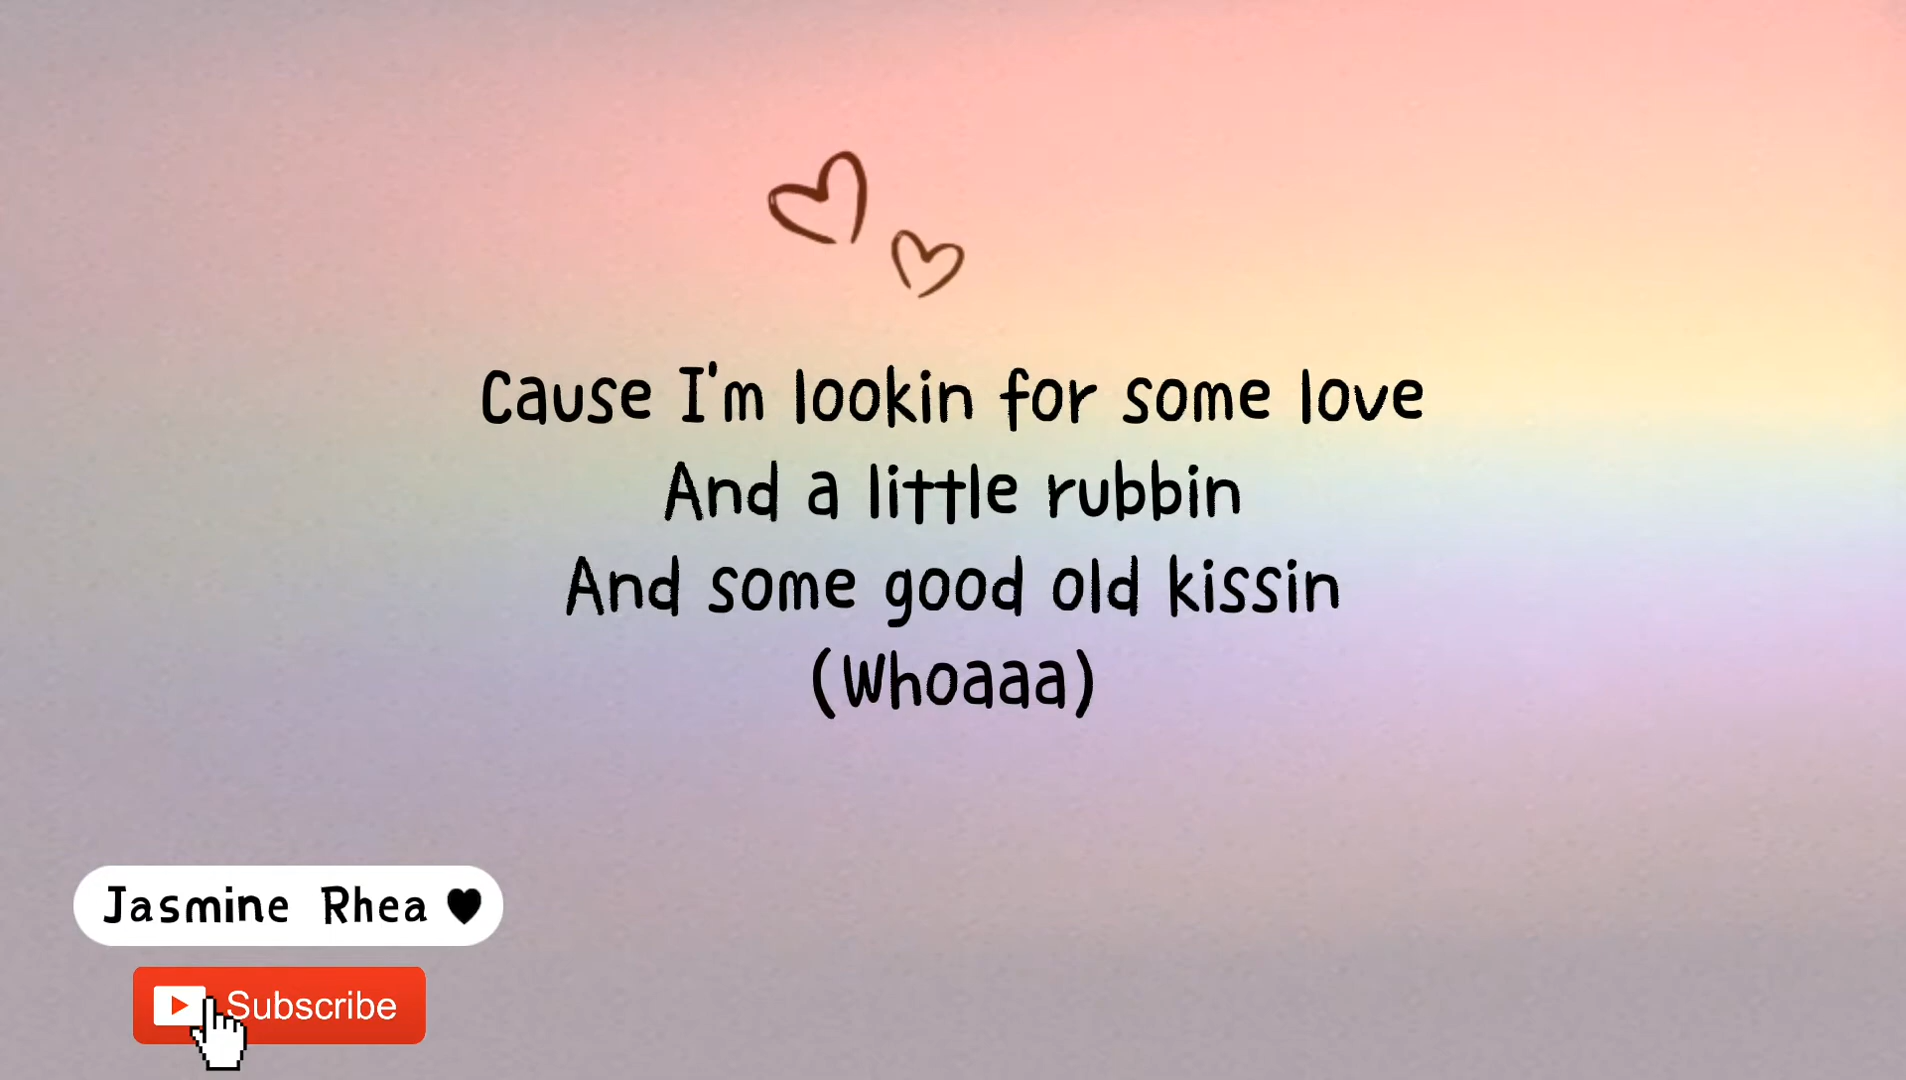 Cause I'm lookin for some love
And a little rubbin
And some good old kissin
(Whoaaa)
Jasmine Rhea
Subscribe